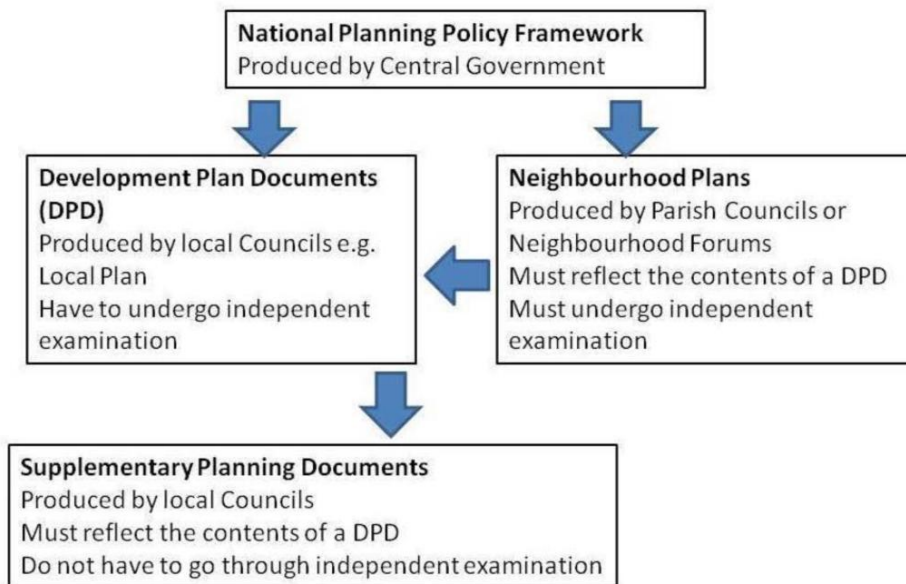 National Planning Policy Framework
Produced by Central Government
Development Plan Documents
(DPD)
Produced by local Councils e.g.
Local Plan
Have to undergo independent
examination
Neighbourhood Plans
Produced by Parish Councils or
Neighbourhood Forums
Must reflect the contents of a DPD
Must undergo independent
examination
Supplementary Planning Documents
Produced by local Councils
Must reflect the contents of a DPD
Do not have to go through independent examination